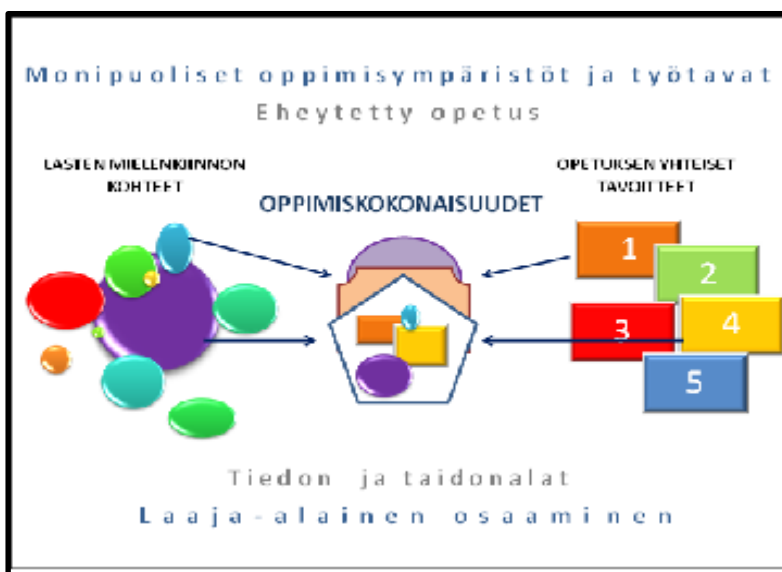 Monipuoliset oppimisympäristöt ja työtavat
Eheytetty opetus
LASTEN MIELENKIINNON
KOHTEET
OPETUKSEN YHTEISET
TAVOITTEET
OPPIMISKOKONAISUUDET
1
2
3
4
5
Tiedon ja taidonalat
Laaja-alainen osaaminen